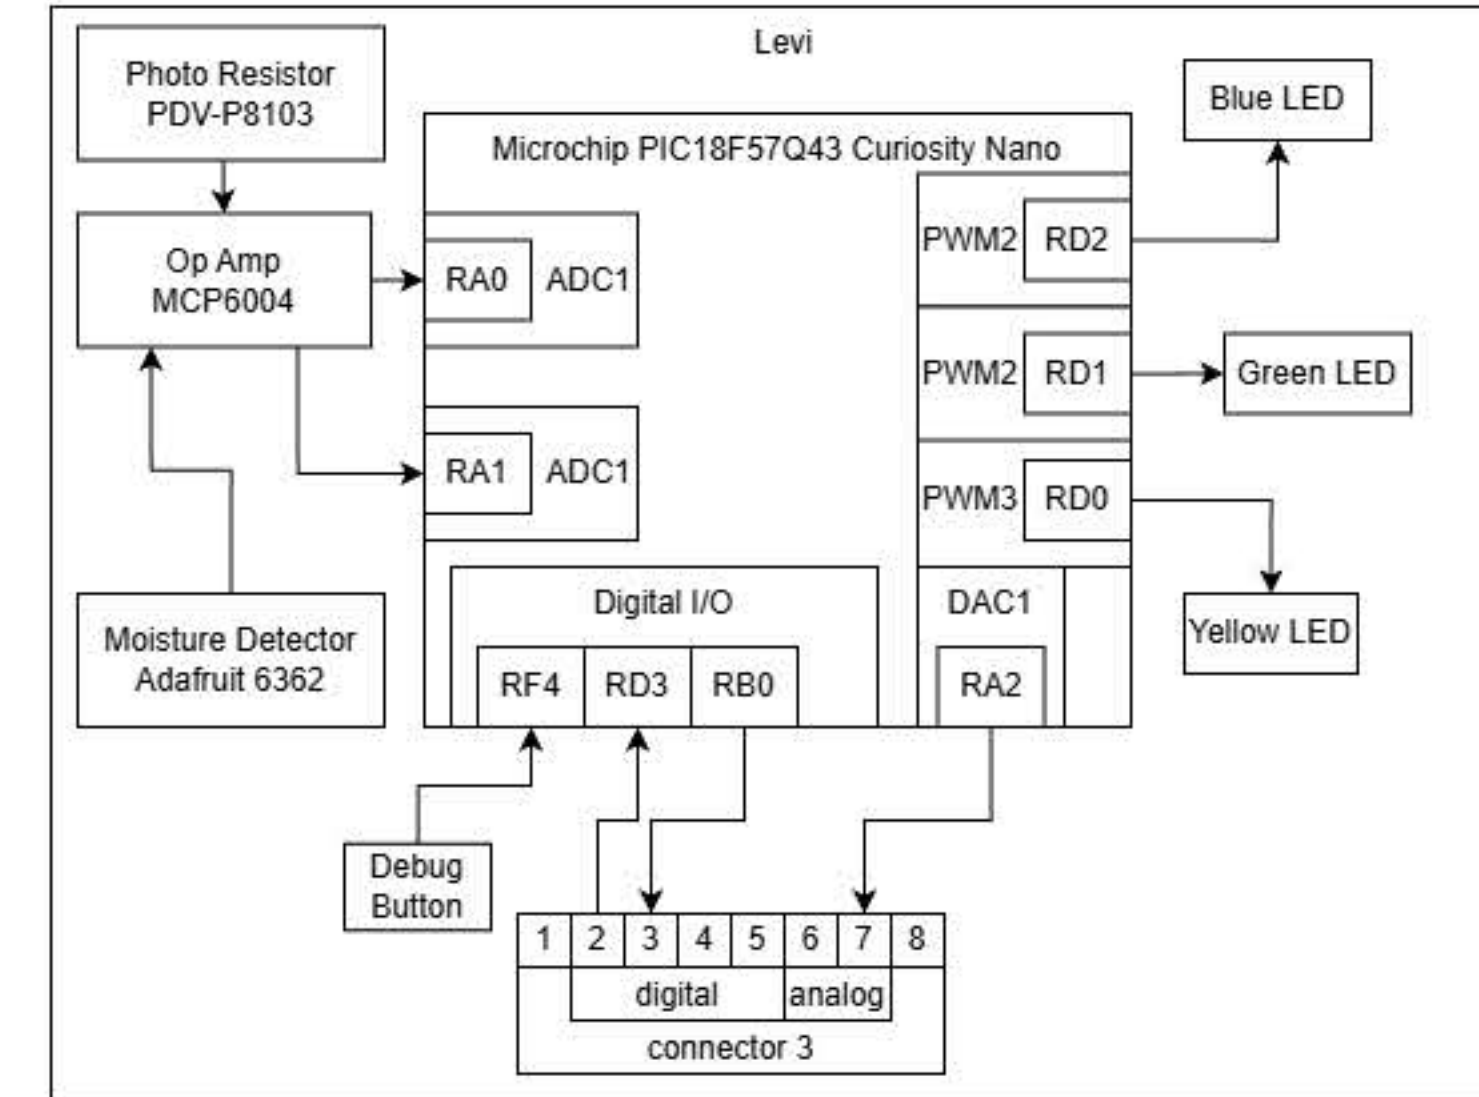 Levi
Photo Resistor
PDV-P8103
Blue LED
Microchip PIC18F57Q43 Curiosity Nano
Op Amp
MCP6004
RA0 ADC1
PWM2 RD2
PWM2 RD1
Green LED
RA1 ADC1
PWM3 RD0
Moisture Detector
Adafruit 6362
Digital I/O
RF4 RD3 RB0
DAC1
RA2
Yellow LED
Debug
Button
1 2 3 4 5 6 7 8
digital analog
connector 3